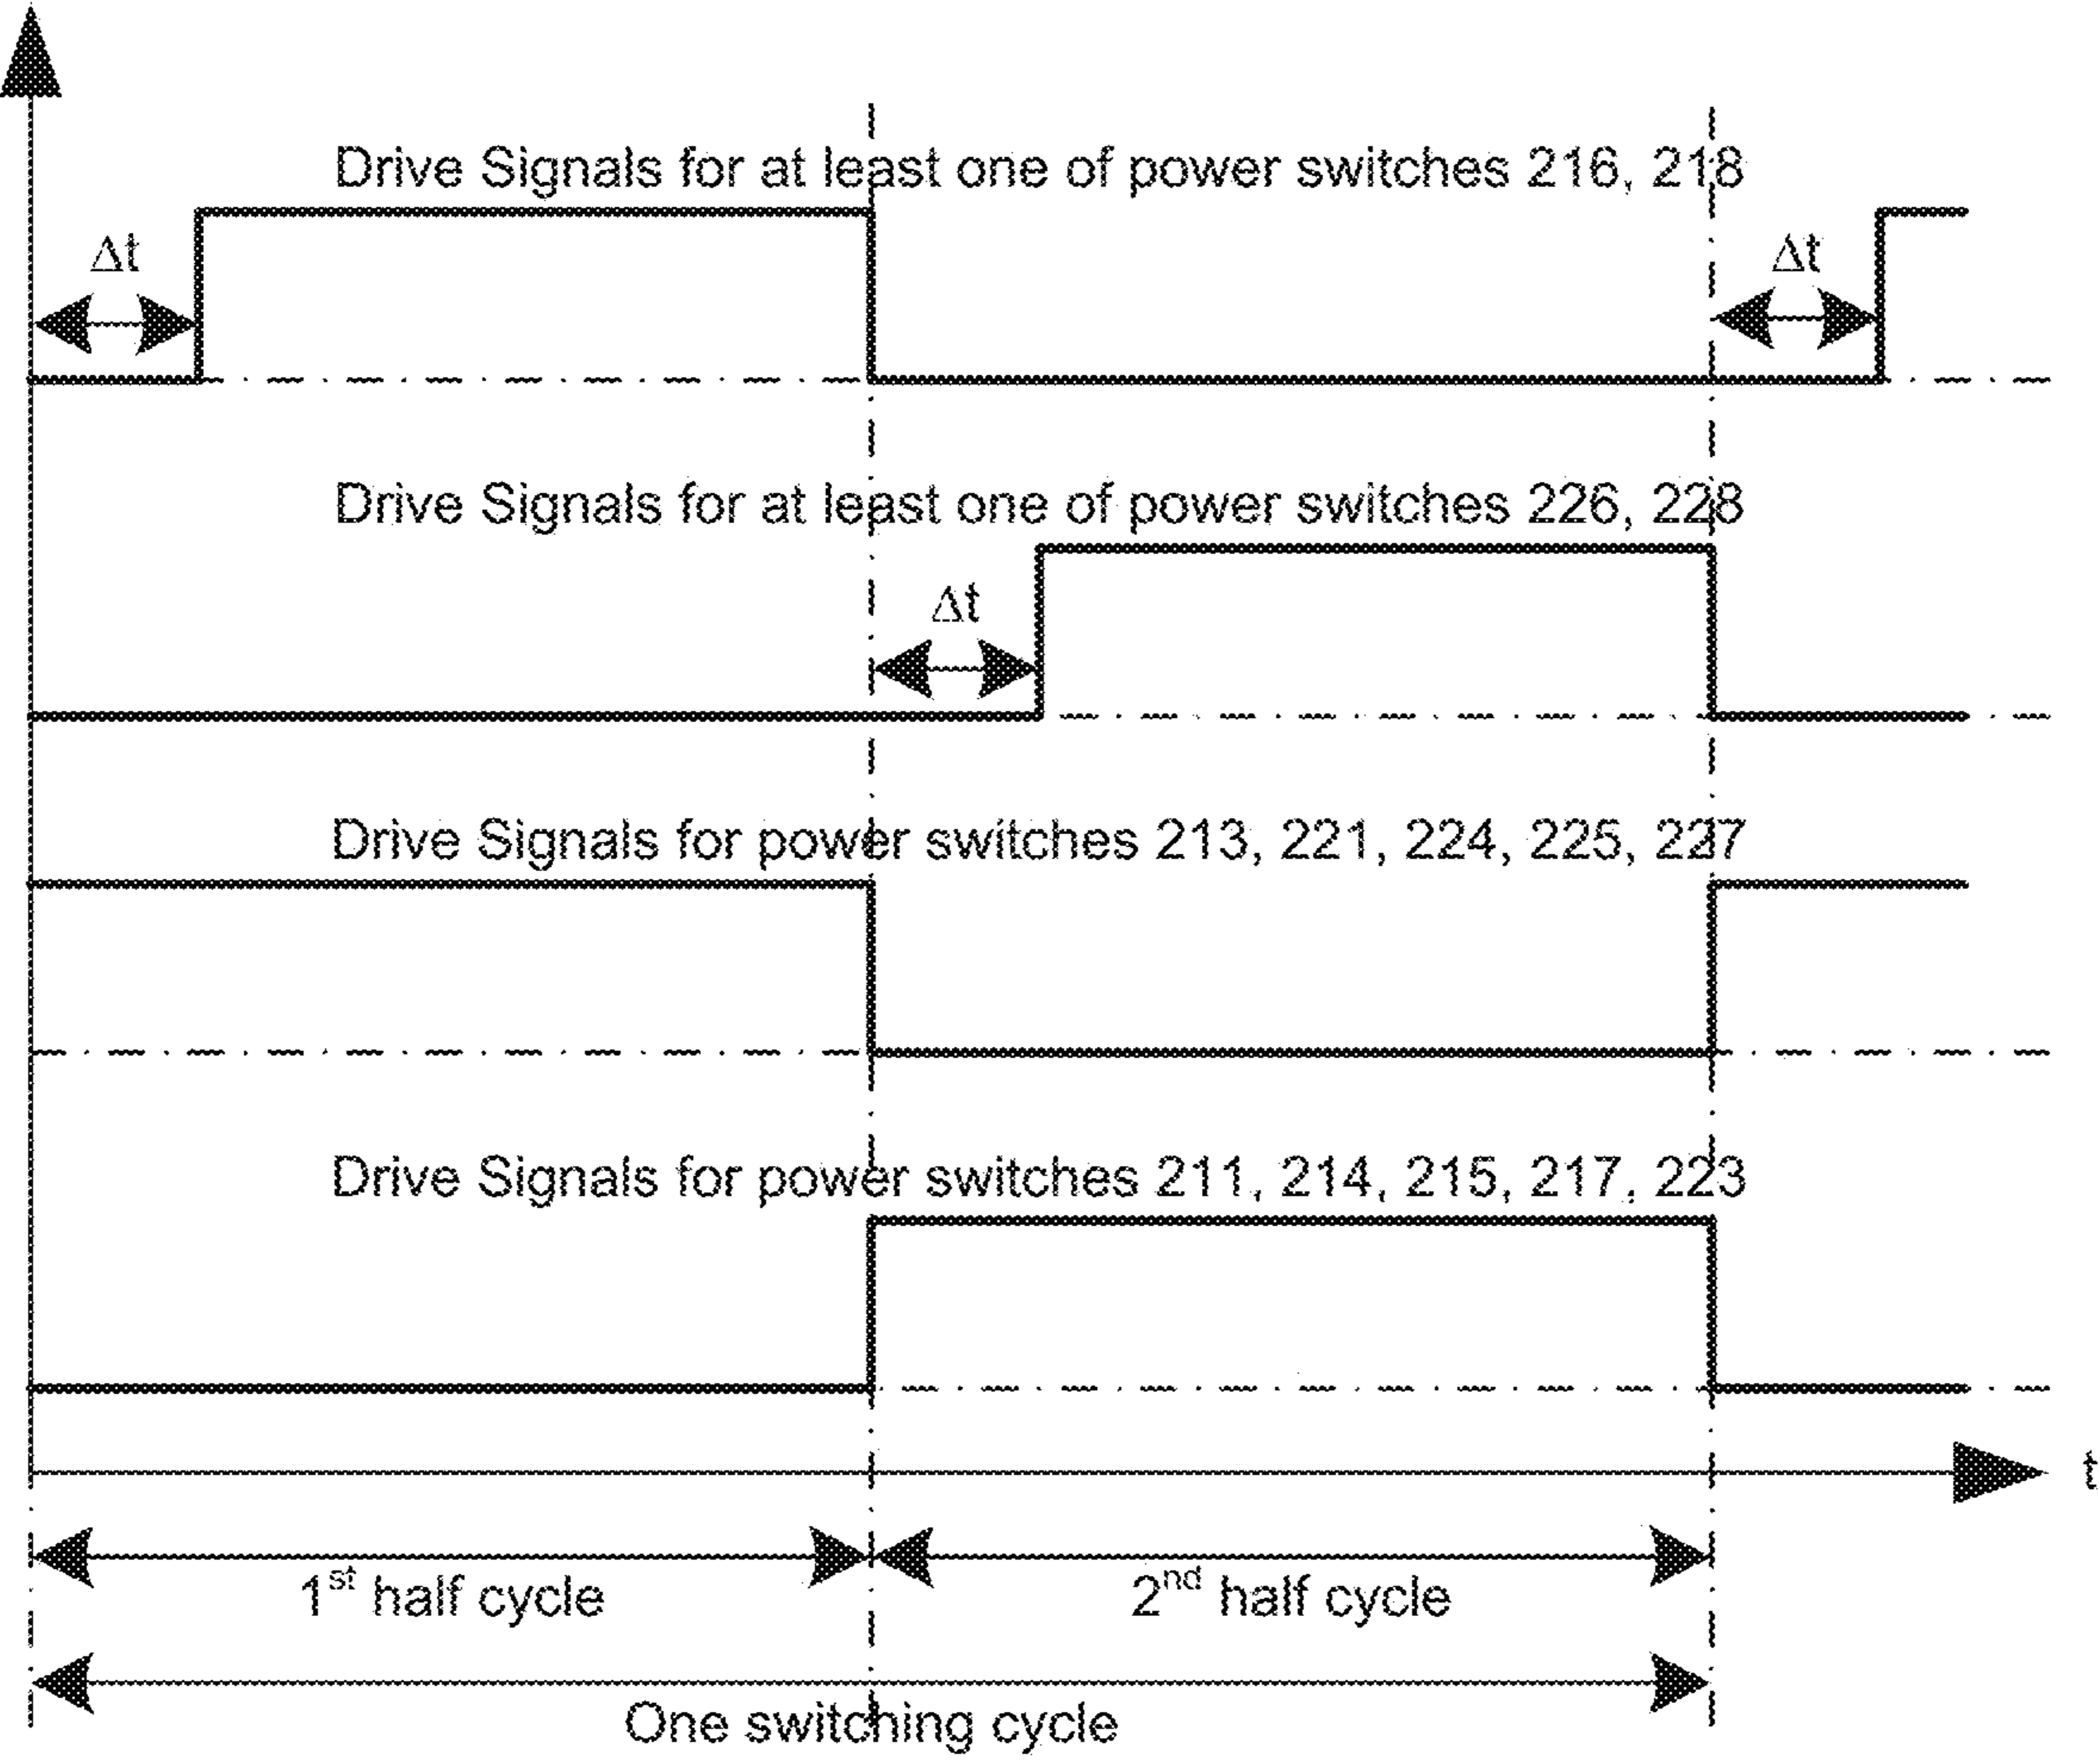 Drive Signals for at least one of power switches 216, 218
Δt
Δt
Drive Signals for at least one of power switches 226, 228
Δt
Drive Signals for power switches 213, 221, 224, 225, 227
Drive Signals for power switches 211, 214, 215, 217, 223
t
1st half cycle
2nd half cycle
One switching cycle